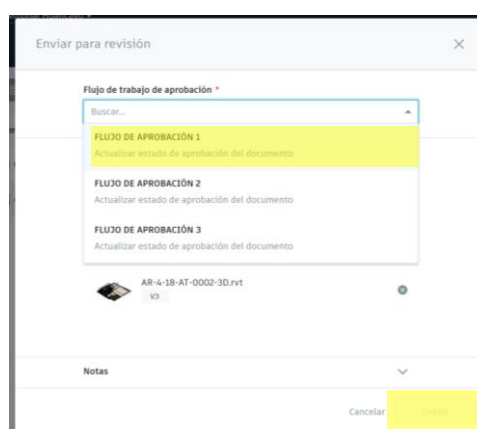 Enviar para revisión
Flujo de trabajo de aprobación *
Buscar...
FLUJO DE APROBACIÓN 1
Actualizar estado de aprobación del documento
FLUJO DE APROBACIÓN 2
Actualizar estado de aprobación del documento
FLUJO DE APROBACIÓN 3
Actualizar estado de aprobación del documento
AR-4-18-AT-0002-3D.rvt
V3
Notas
Cancelar Enviar